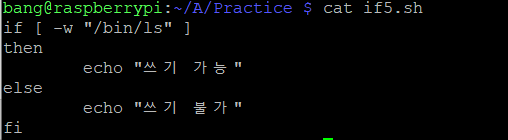 bang@raspberrypi:~/A/Practice $ cat if5.sh
if [ -w "/bin/ls" ]
then
        echo "쓰기 가능"
else
        echo "쓰기 불가"
fi